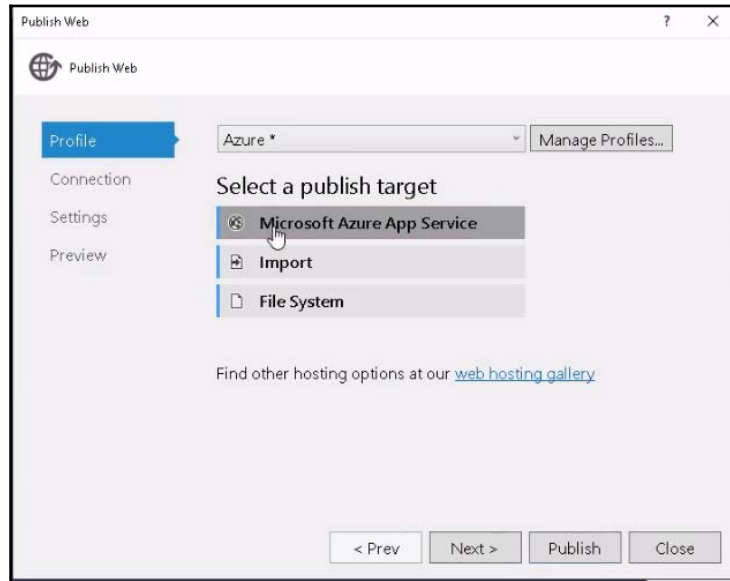 Publish Web
? ×
Publish Web
Profile
Azure *
Manage Profiles...
Connection
Select a publish target
Settings
Microsoft Azure App Service
Preview
Import
File System
Find other hosting options at our web hosting gallery
< Prev
Next >
Publish
Close